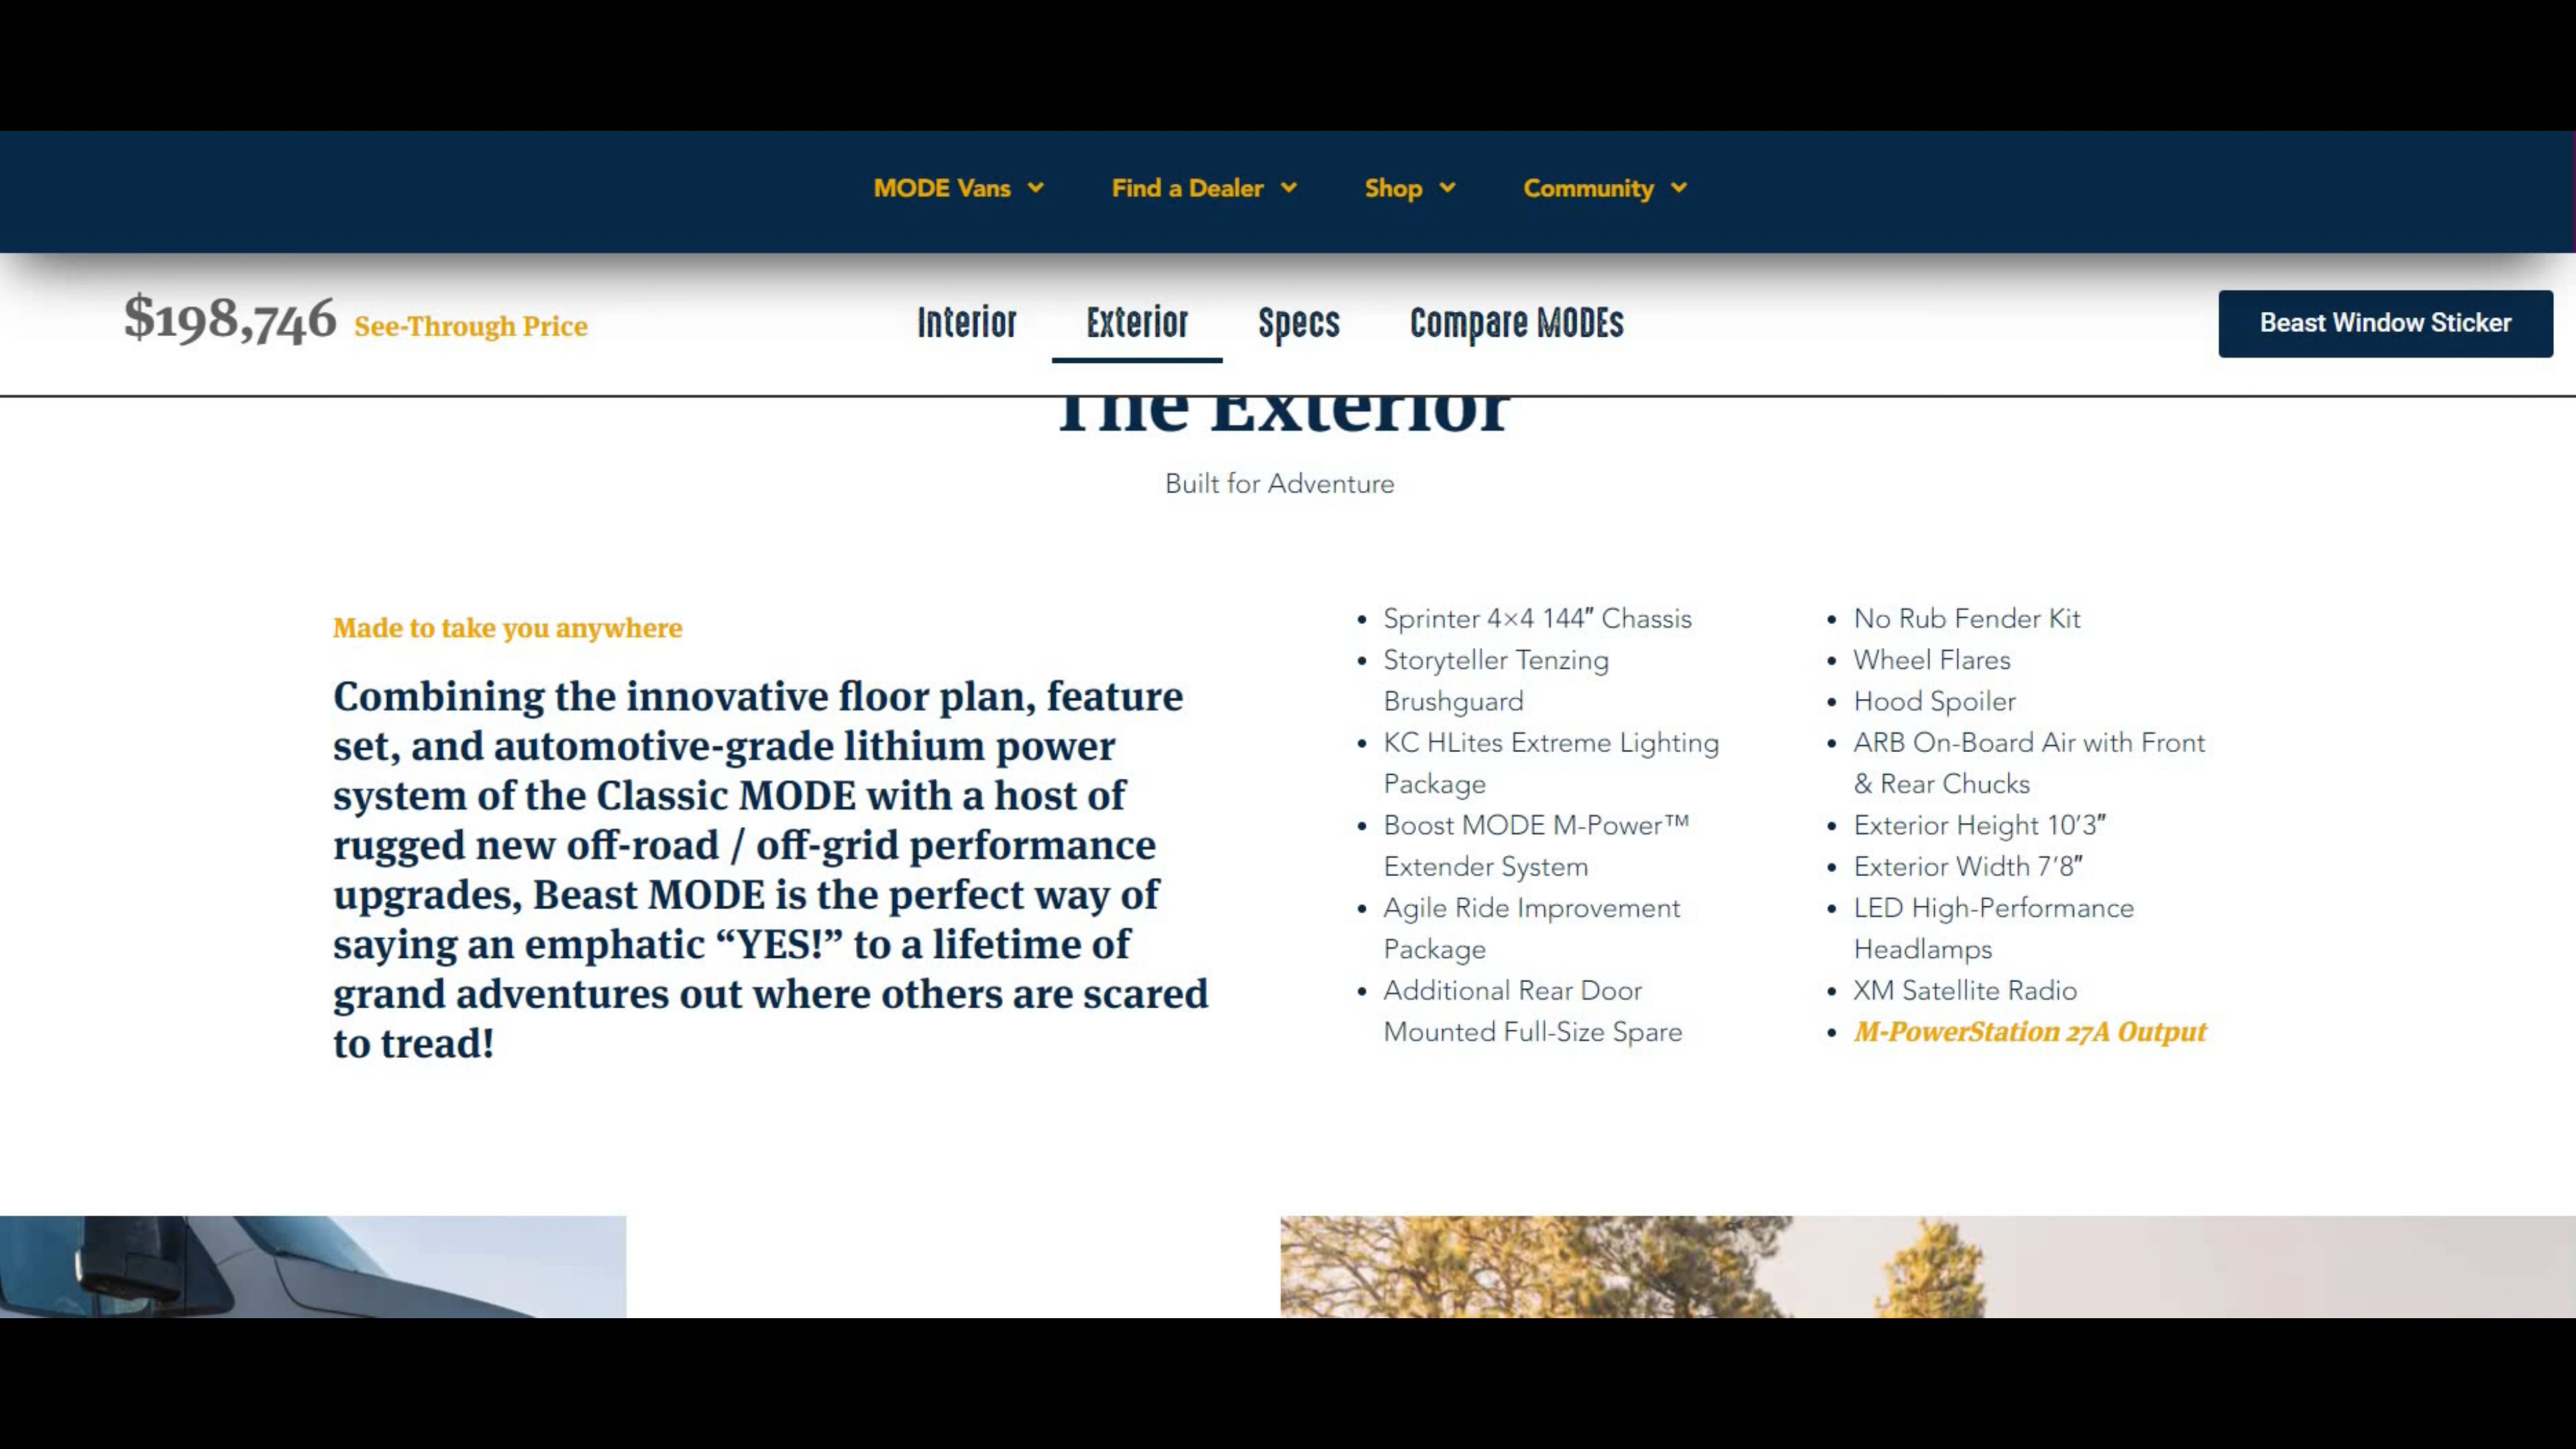 MODE Vans
Find a Dealer
Shop
Community
$198,746 See-Through Price
Interior
Exterior
Specs
Compare MODEs
Beast Window Sticker
The Exterior
Built for Adventure
Made to take you anywhere
Combining the innovative floor plan, feature
set, and automotive-grade lithium power
system of the Classic MODE with a host of
rugged new off-road / off-grid performance
upgrades, Beast MODE is the perfect way of
saying an emphatic “YES!” to a lifetime of
grand adventures out where others are scared
to tread!
• Sprinter 4×4 144″ Chassis
• Storyteller Tenzing
Brushguard
• KC HLites Extreme Lighting
Package
• Boost MODE M-Power™
Extender System
• Agile Ride Improvement
Package
• Additional Rear Door
Mounted Full-Size Spare
• No Rub Fender Kit
• Wheel Flares
• Hood Spoiler
• ARB On-Board Air with Front
& Rear Chucks
• Exterior Height 10’3″
• Exterior Width 7’8″
• LED High-Performance
Headlamps
• XM Satellite Radio
• M-PowerStation 27A Output